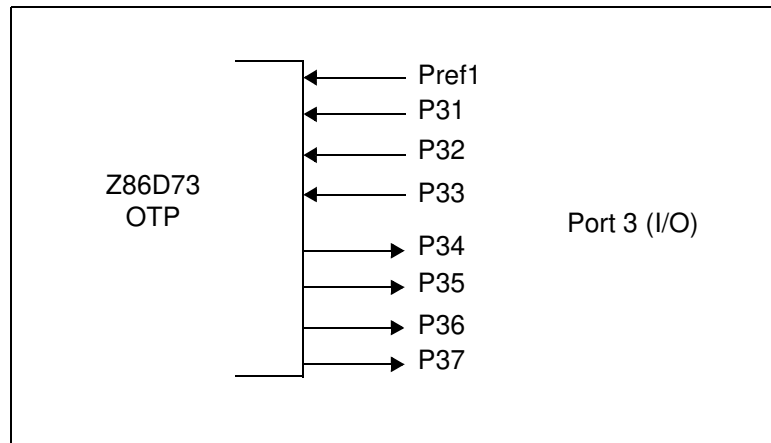 Pref1
P31
P32
P33
P34
P35
P36
P37
Z86D73
OTP
Port 3 (I/O)